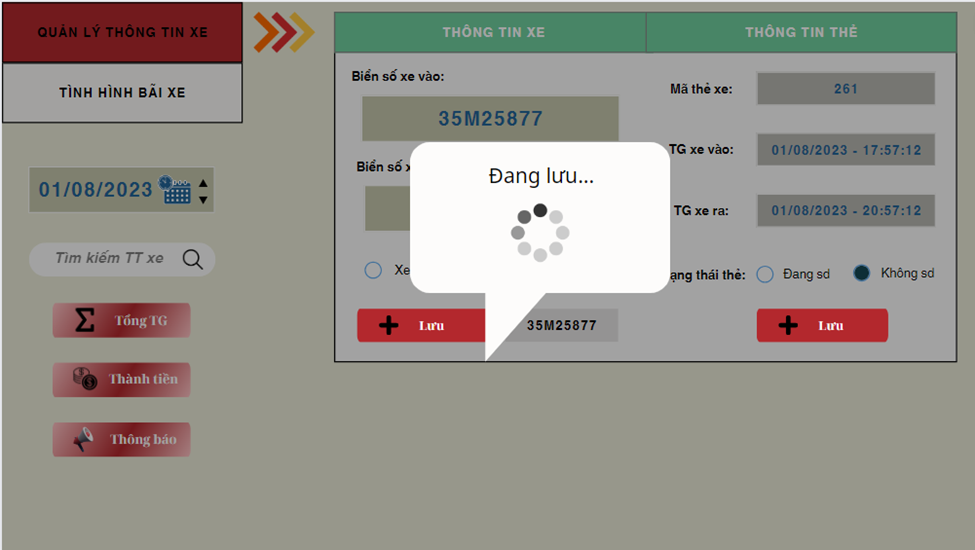 QUẢN LÝ THÔNG TIN XE
TÌNH HÌNH BÃI XE
01/08/2023
Tìm kiếm TT xe
Tổng TG
Thành tiền
Thông báo
THÔNG TIN XE
THÔNG TIN THẺ
Biển số xe vào:
35M25877
Biển số x
Xe
Lưu
35M25877
Đang lưu...
Mã thẻ xe:
261
TG xe vào:
01/08/2023 - 17:57:12
TG xe ra:
01/08/2023 - 20:57:12
ạng thái thẻ:
Đang sd
Không sd
Lưu